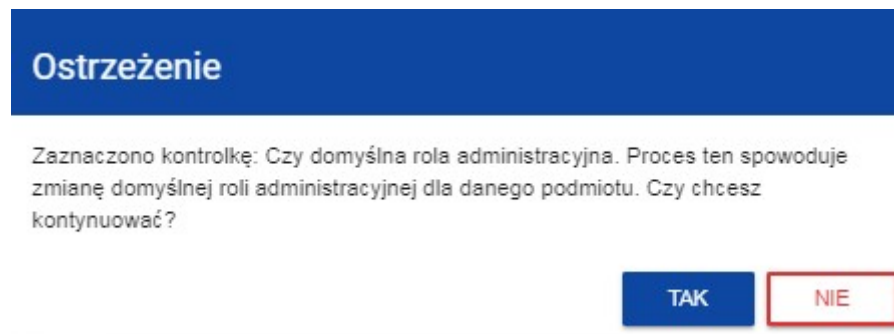 Ostrzeżenie
Zaznaczono kontrolkę: Czy domyślna rola administracyjna. Proces ten spowoduje
zmianę domyślnej roli administracyjnej dla danego podmiotu. Czy chcesz
kontynuować?
TAK NIE